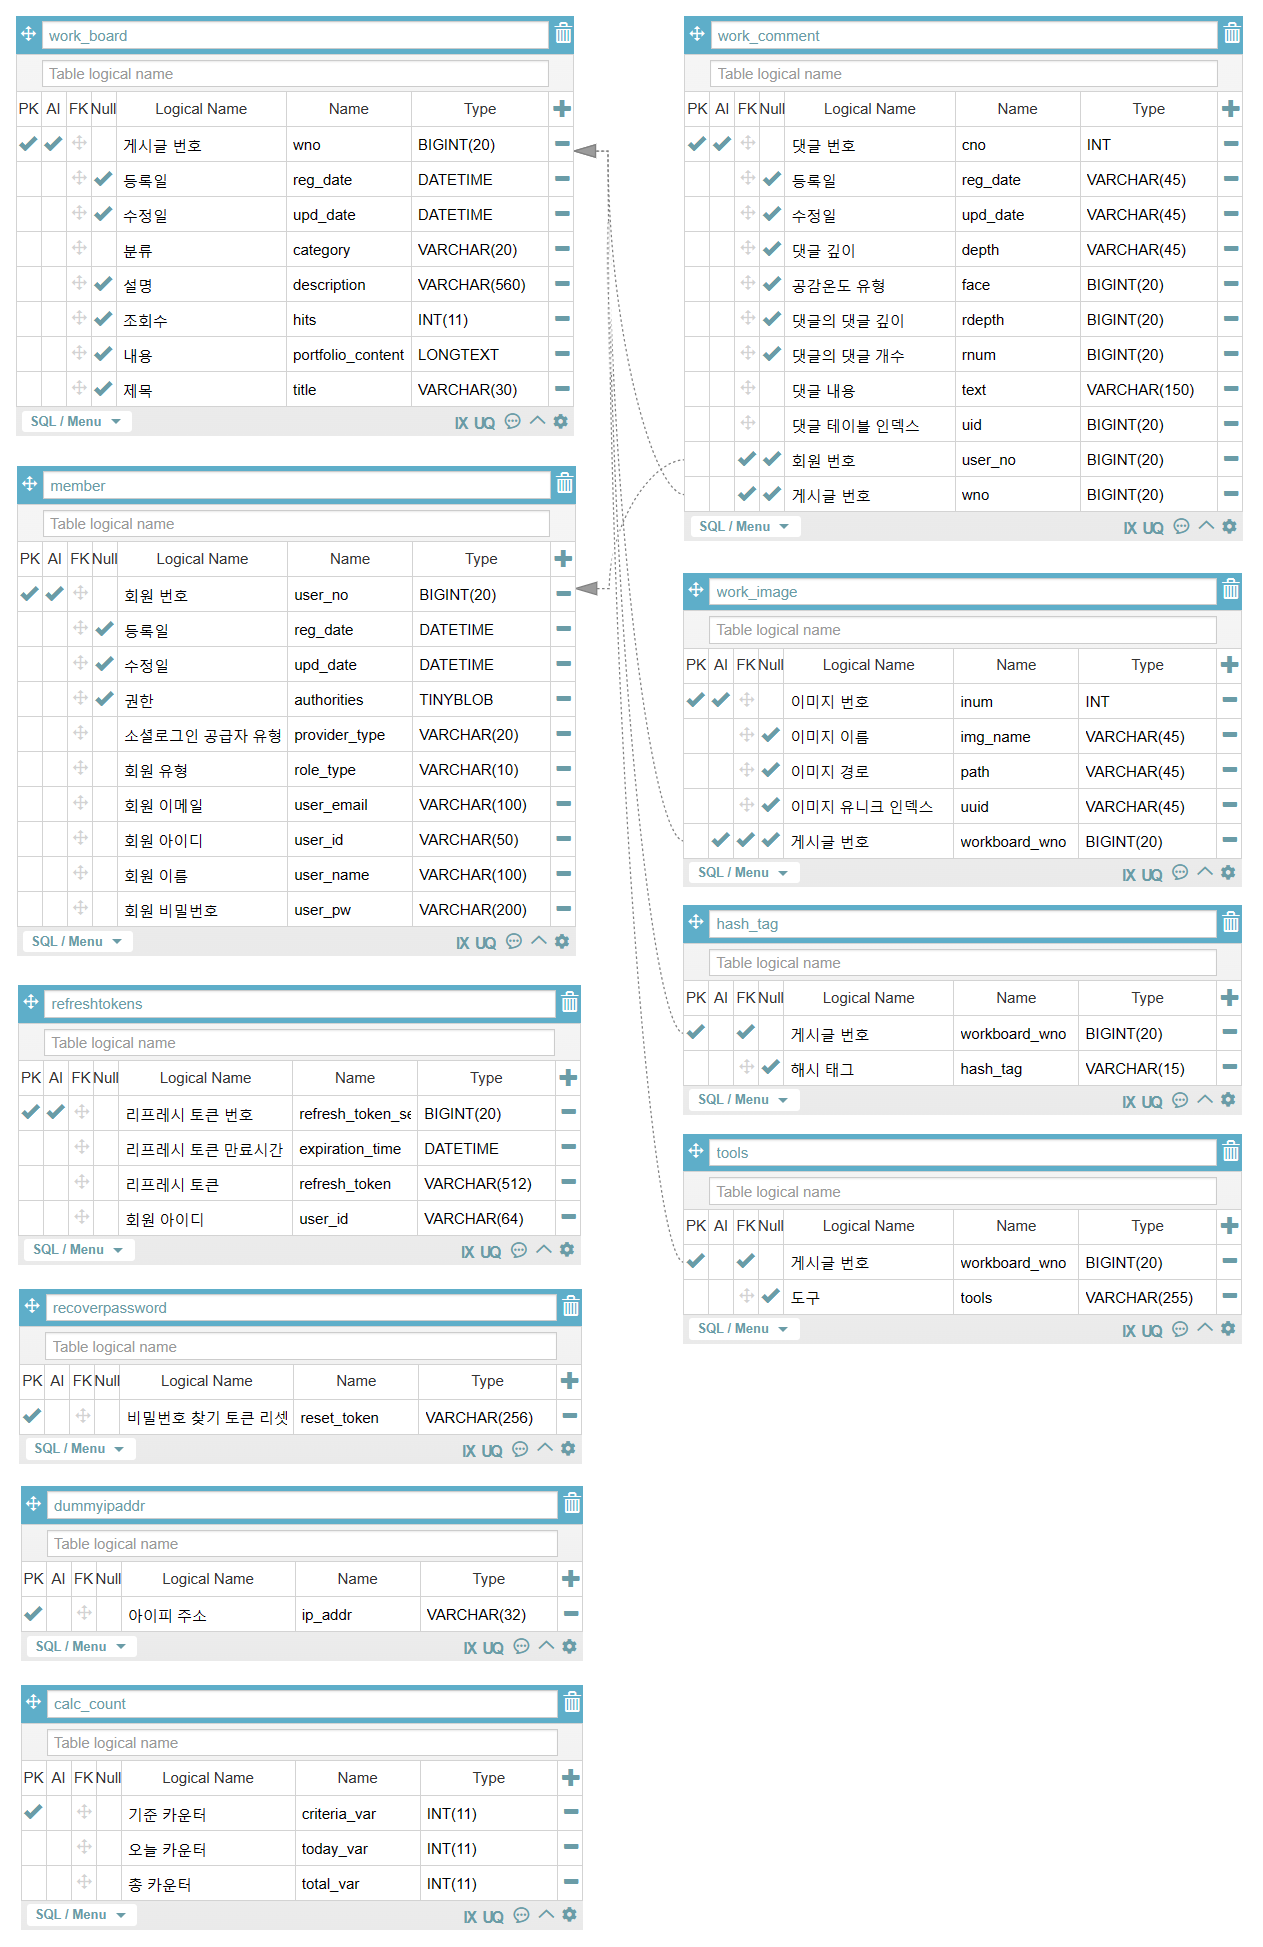 work_board
Table logical name
PK AI FK Null Logical Name Name Type
게시글 번호 wno BIGINT(20)
등록일 reg_date DATETIME
수정일 upd_date DATETIME
분류 category VARCHAR(20)
설명 description VARCHAR(560)
조회수 hits INT(11)
내용 portfolio_content LONGTEXT
제목 title VARCHAR(30)
SQL / Menu IX UQ
member
Table logical name
PK AI FK Null Logical Name Name Type
회원 번호 user_no BIGINT(20)
등록일 reg_date DATETIME
수정일 upd_date DATETIME
권한 authorities TINYBLOB
소셜로그인 공급자 유형 provider_type VARCHAR(20)
회원 유형 role_type VARCHAR(10)
회원 이메일 user_email VARCHAR(100)
회원 아이디 user_id VARCHAR(50)
회원 이름 user_name VARCHAR(100)
회원 비밀번호 user_pw VARCHAR(200)
SQL / Menu IX UQ
refreshtokens
Table logical name
PK AI FK Null Logical Name Name Type
리프레시 토큰 번호 refresh_token_se BIGINT(20)
리프레시 토큰 만료시간 expiration_time DATETIME
리프레시 토큰 refresh_token VARCHAR(512)
회원 아이디 user_id VARCHAR(64)
SQL / Menu IX UQ
recoverpassword
Table logical name
PK AI FK Null Logical Name Name Type
비밀번호 찾기 토큰 리셋 reset_token VARCHAR(256)
SQL / Menu IX UQ
dummyipaddr
Table logical name
PK AI FK Null Logical Name Name Type
아이피 주소 ip_addr VARCHAR(32)
SQL / Menu IX UQ
calc_count
Table logical name
PK AI FK Null Logical Name Name Type
기준 카운터 criteria_var INT(11)
오늘 카운터 today_var INT(11)
총 카운터 total_var INT(11)
SQL / Menu IX UQ
work_comment
Table logical name
PK AI FK Null Logical Name Name Type
댓글 번호 cno INT
등록일 reg_date VARCHAR(45)
수정일 upd_date VARCHAR(45)
댓글 깊이 depth VARCHAR(45)
공감온도 유형 face BIGINT(20)
댓글의 댓글 깊이 rdepth BIGINT(20)
댓글의 댓글 개수 rnum BIGINT(20)
댓글 내용 text VARCHAR(150)
댓글 테이블 인덱스 uid BIGINT(20)
회원 번호 user_no BIGINT(20)
게시글 번호 wno BIGINT(20)
SQL / Menu IX UQ
work_image
Table logical name
PK AI FK Null Logical Name Name Type
이미지 번호 inum INT
이미지 이름 img_name VARCHAR(45)
이미지 경로 path VARCHAR(45)
이미지 유니크 인덱스 uuid VARCHAR(45)
게시글 번호 workboard_wno BIGINT(20)
SQL / Menu IX UQ
hash_tag
Table logical name
PK AI FK Null Logical Name Name Type
게시글 번호 workboard_wno BIGINT(20)
해시 태그 hash_tag VARCHAR(15)
SQL / Menu IX UQ
tools
Table logical name
PK AI FK Null Logical Name Name Type
게시글 번호 workboard_wno BIGINT(20)
도구 tools VARCHAR(255)
SQL / Menu IX UQ